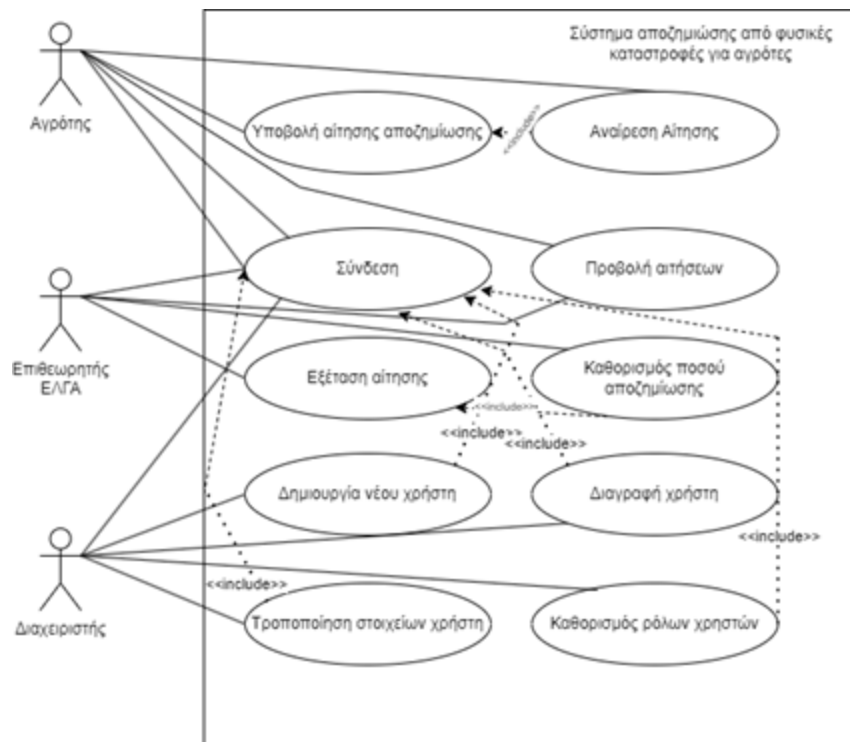 Σύστημα αποζημιώσης από φυσικές
καταστροφές για αγρότες
Αγρότης
Υποβολή αίτησης αποζημίωσης
<<include>>
Αναίρεση Αίτησης
Σύνδεση
Προβολή αιτήσεων
Επιθεωρητής
ΕΛΓΑ
Εξέταση αίτησης
Καθορισμός ποσού
αποζημίωσης
<<include>>
<<include>>
<<include>>
Δημιουργία νέου χρήστη
Διαγραφή χρήστη
<<include>>
<<include>>
Διαχειριστής
Τροποποίηση στοιχείων χρήστη
Καθορισμός ρόλων χρηστών